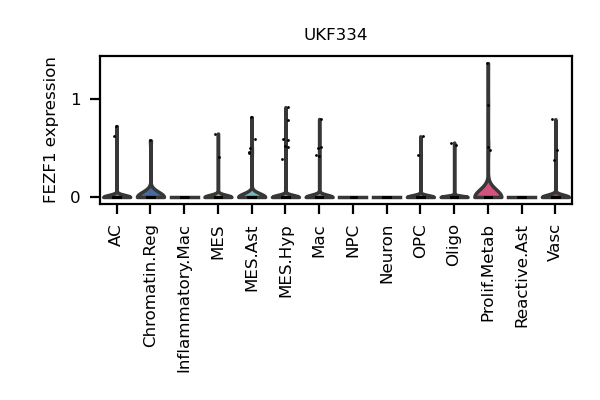 UKF334
FEZF1 expression
1
0
AC
Chromatin.Reg
Inflammatory.Mac
MES
MES.Ast
MES.Hyp
Mac
NPC
Neuron
OPC
Oligo
Prolif.Metab
Reactive.Ast
Vasc